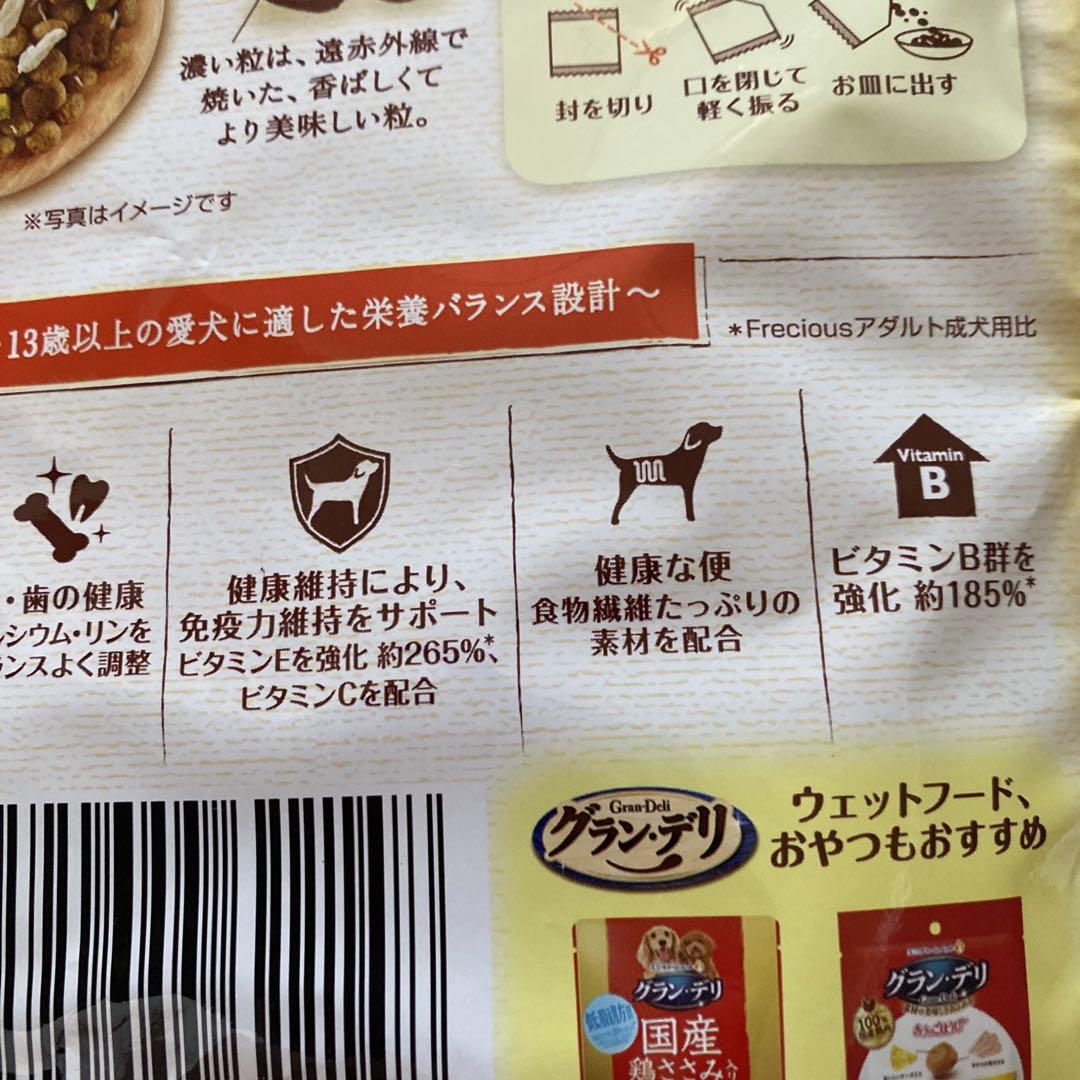 濃い粒は、遠赤外線で
焼いた、香ばしくて
より美味しい粒。
封を切り
口を閉じて
軽く振る
お皿に出す
※写真はイメージです
13歳以上の愛犬に適した栄養バランス設計〜
*Freciousアダルト成犬用比
・歯の健康
シウム・リンを
ンスよく調整
健康維持により、
免疫力維持をサポート
ビタミンEを強化 約265%*、
ビタミンCを配合
健康な便
食物繊維たっぷりの
素材を配合
Vitamin
B
ビタミンB群を
強化 約185%*
Gran-Deli
グラン・デリ
ウェットフード、
おやつもおすすめ
グラン・デリ
国産
鶏ささみ入り
グラン・デリ
Gran-Deli
100%